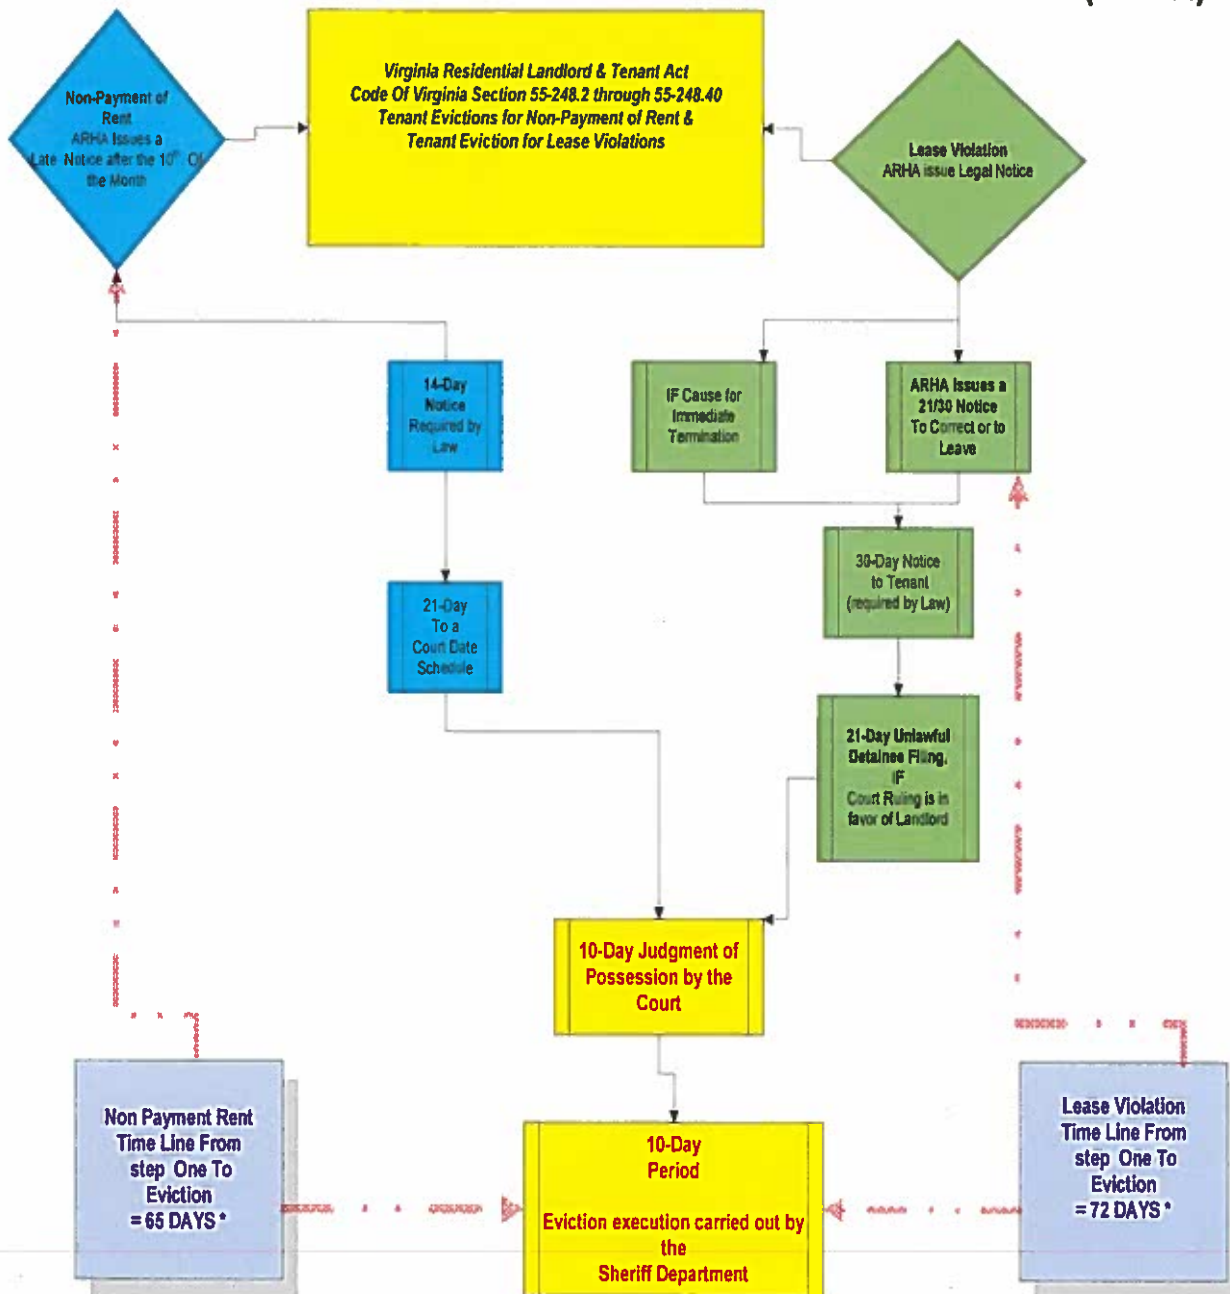 Virginia Residential Landlord & Tenant Act
Code Of Virginia Section 55-248.2 through 55-248.40
Tenant Evictions for Non-Payment of Rent &
Tenant Eviction for Lease Violations
Non-Payment of
Rent
ARHA Issues a
Late Notice after the 10th Of
the Month
Lease Violation
ARHA issue Legal Notice
14-Day
Notice
Required by
Law
IF Cause for
Immediate
Termination
ARHA Issues a
21/30 Notice
To Correct or to
Leave
30-Day Notice
to Tenant
(required by Law)
21-Day
To a
Court Date
Schedule
21-Day Unlawful
Detainee Filing,
IF
Court Ruling is in
favor of Landlord
10-Day Judgment of
Possession by the
Court
Non Payment Rent
Time Line From
step One To
Eviction
= 65 DAYS *
10-Day
Period
Eviction execution carried out by
the
Sheriff Department
Lease Violation
Time Line From
step One To
Eviction
= 72 DAYS *